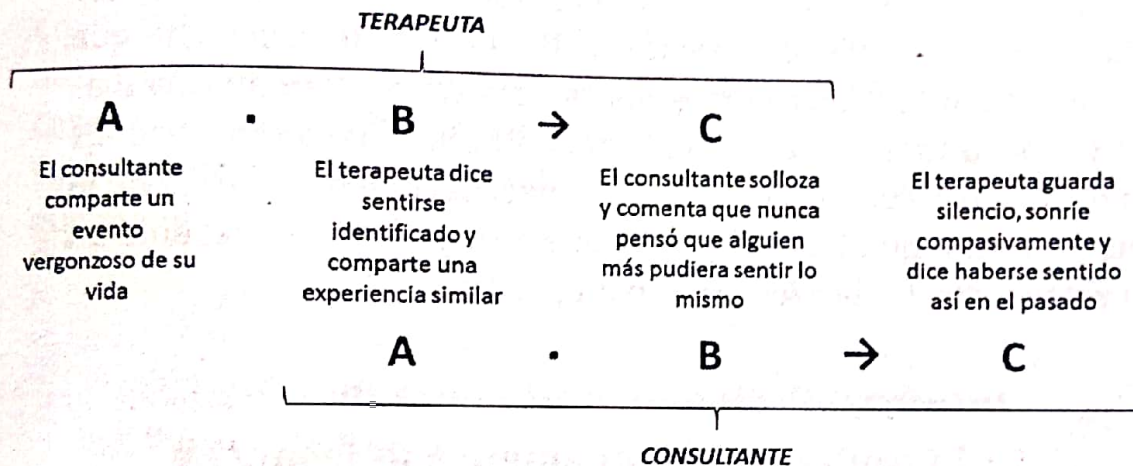 TERAPEUTA
A · B → C
El consultante
comparte un
evento
vergonzoso de su
vida
El terapeuta dice
sentirse
identificado y
comparte una
experiencia similar
El consultante solloza
y comenta que nunca
pensó que alguien
más pudiera sentir lo
mismo
El terapeuta guarda
silencio, sonríe
compasivamente y
dice haberse sentido
así en el pasado
A · B → C
CONSULTANTE